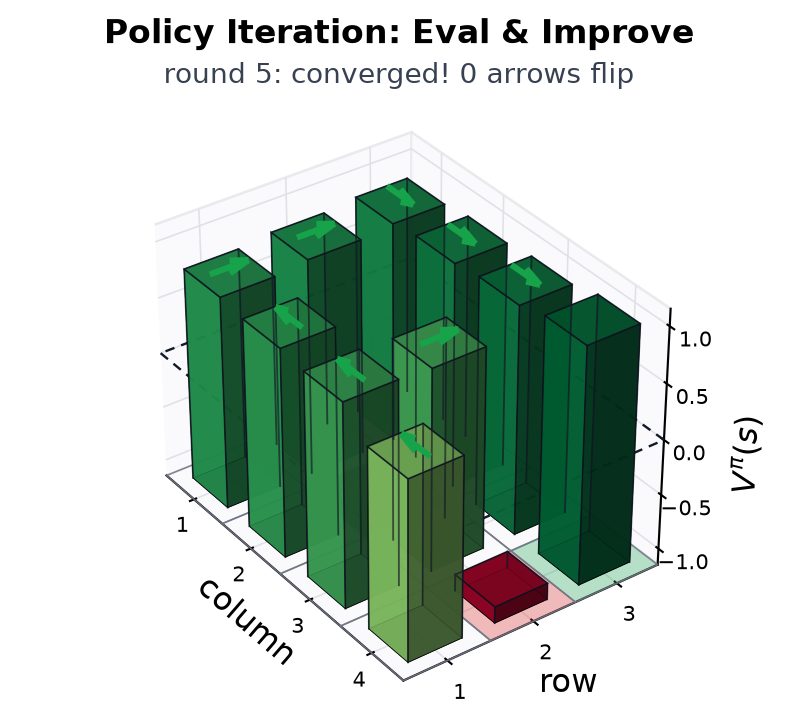 Policy Iteration: Eval & Improve
round 5: converged! 0 arrows flip
1.0
0.5
0.0
−0.5
−1.0
V^π(s)
1
2
3
4
column
1
2
3
row